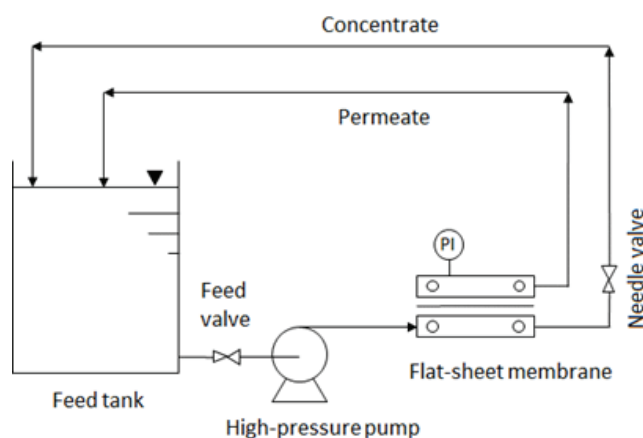 Concentrate
Permeate
PI
Needle valve
Feed
valve
Flat-sheet membrane
Feed tank
High-pressure pump